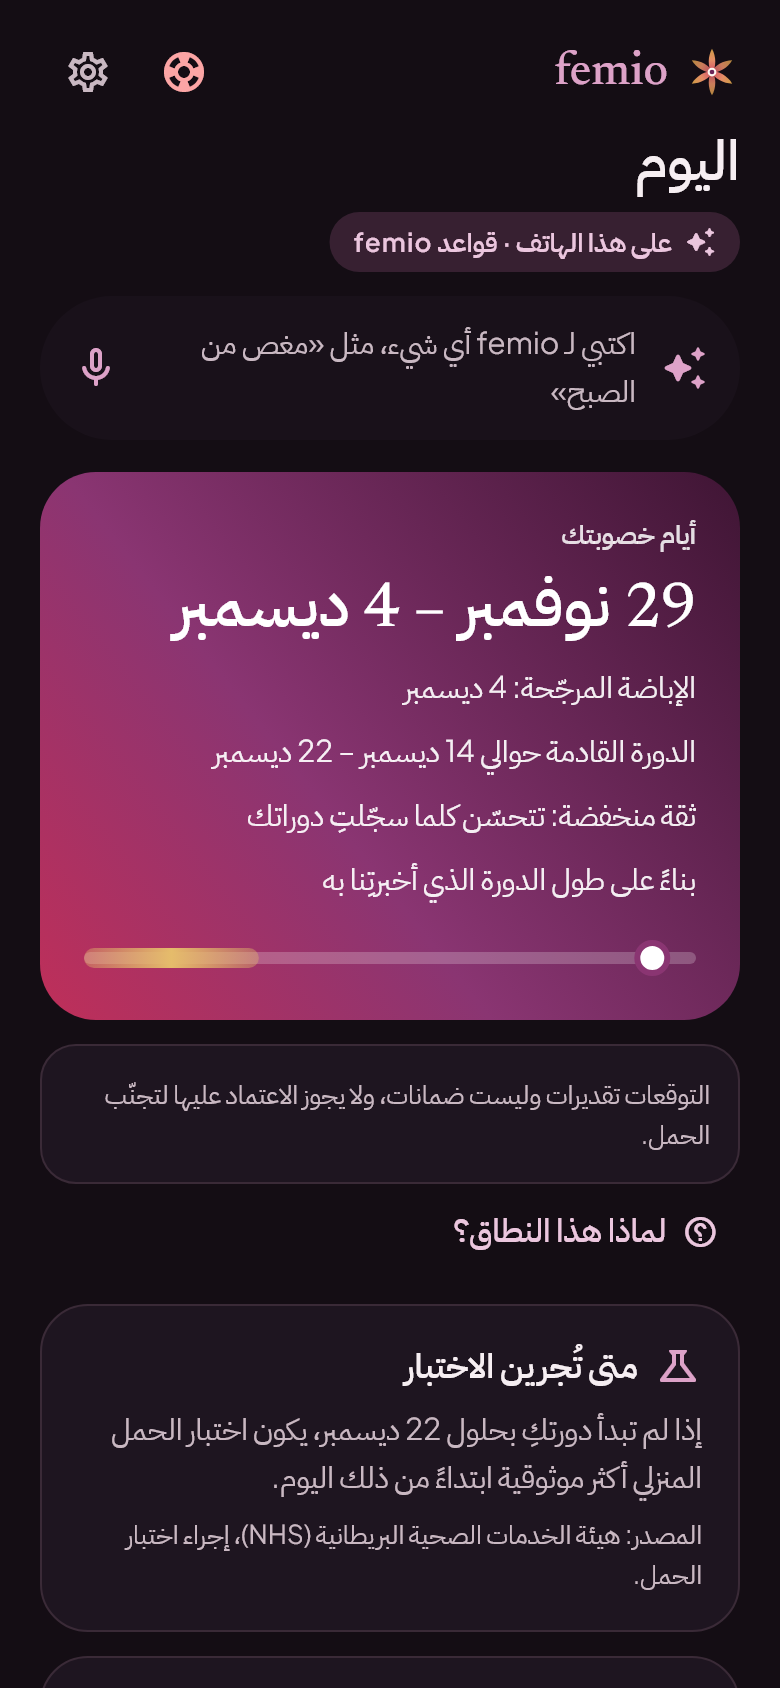 femio
اليوم
على هذا الهاتف · قواعد femio
اكتبي لـ femio أي شيء، مثل «مغص من
الصبح»
أيام خصوبتك
29 نوفمبر – 4 ديسمبر
الإباضة المرجّحة: 4 ديسمبر
الدورة القادمة حوالي 14 ديسمبر – 22 ديسمبر
ثقة منخفضة: تتحسّن كلما سجّلتِ دوراتك
بناءً على طول الدورة الذي أخبرتِنا به
التوقعات تقديرات وليست ضمانات، ولا يجوز الاعتماد عليها لتجنّب
الحمل.
لماذا هذا النطاق؟
متى تُجرين الاختبار
إذا لم تبدأ دورتكِ بحلول 22 ديسمبر، يكون اختبار الحمل
المنزلي أكثر موثوقية ابتداءً من ذلك اليوم.
المصدر: هيئة الخدمات الصحية البريطانية (NHS)، إجراء اختبار
الحمل.